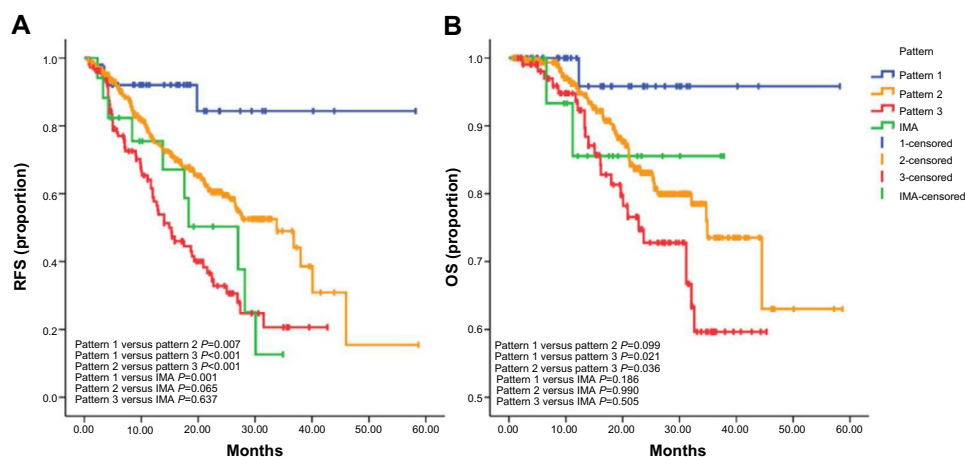 A
RFS (proportion)
1.0
0.8
0.6
0.4
0.2
0.0
Pattern 1 versus pattern 2 P=0.007
Pattern 1 versus pattern 3 P<0.001
Pattern 2 versus pattern 3 P<0.001
Pattern 1 versus IMA P=0.001
Pattern 2 versus IMA P=0.065
Pattern 3 versus IMA P=0.637
0.00 10.00 20.00 30.00 40.00 50.00 60.00
Months
B
OS (proportion)
1.0
0.9
0.8
0.7
0.6
0.5
Pattern 1 versus pattern 2 P=0.099
Pattern 1 versus pattern 3 P=0.021
Pattern 2 versus pattern 3 P=0.036
Pattern 1 versus IMA P=0.186
Pattern 2 versus IMA P=0.990
Pattern 3 versus IMA P=0.505
0.00 10.00 20.00 30.00 40.00 50.00 60.00
Months
Pattern
Pattern 1
Pattern 2
Pattern 3
IMA
1-censored
2-censored
3-censored
IMA-censored